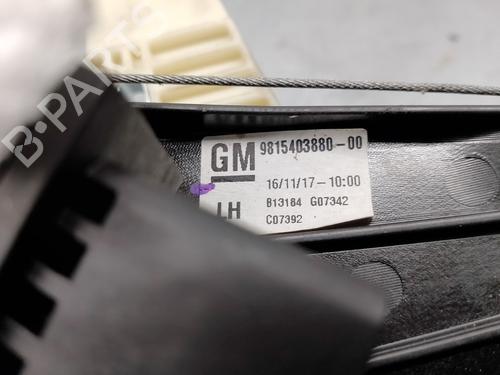 B-PARTS
GM 9815403880-00
16/11/17-10:00
LH B13184 G07342
C07392